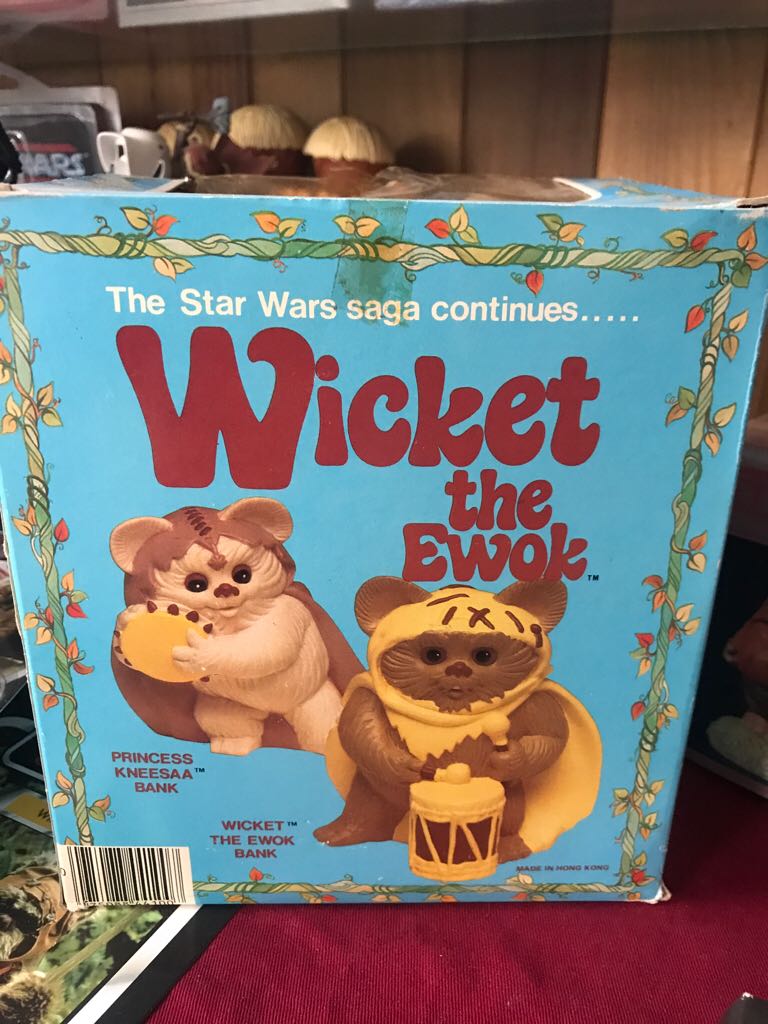 The Star Wars saga continues.....
Wicket
the
Ewok™
PRINCESS
KNEESAA™
BANK
WICKET™
THE EWOK
BANK
MADE IN HONG KONG